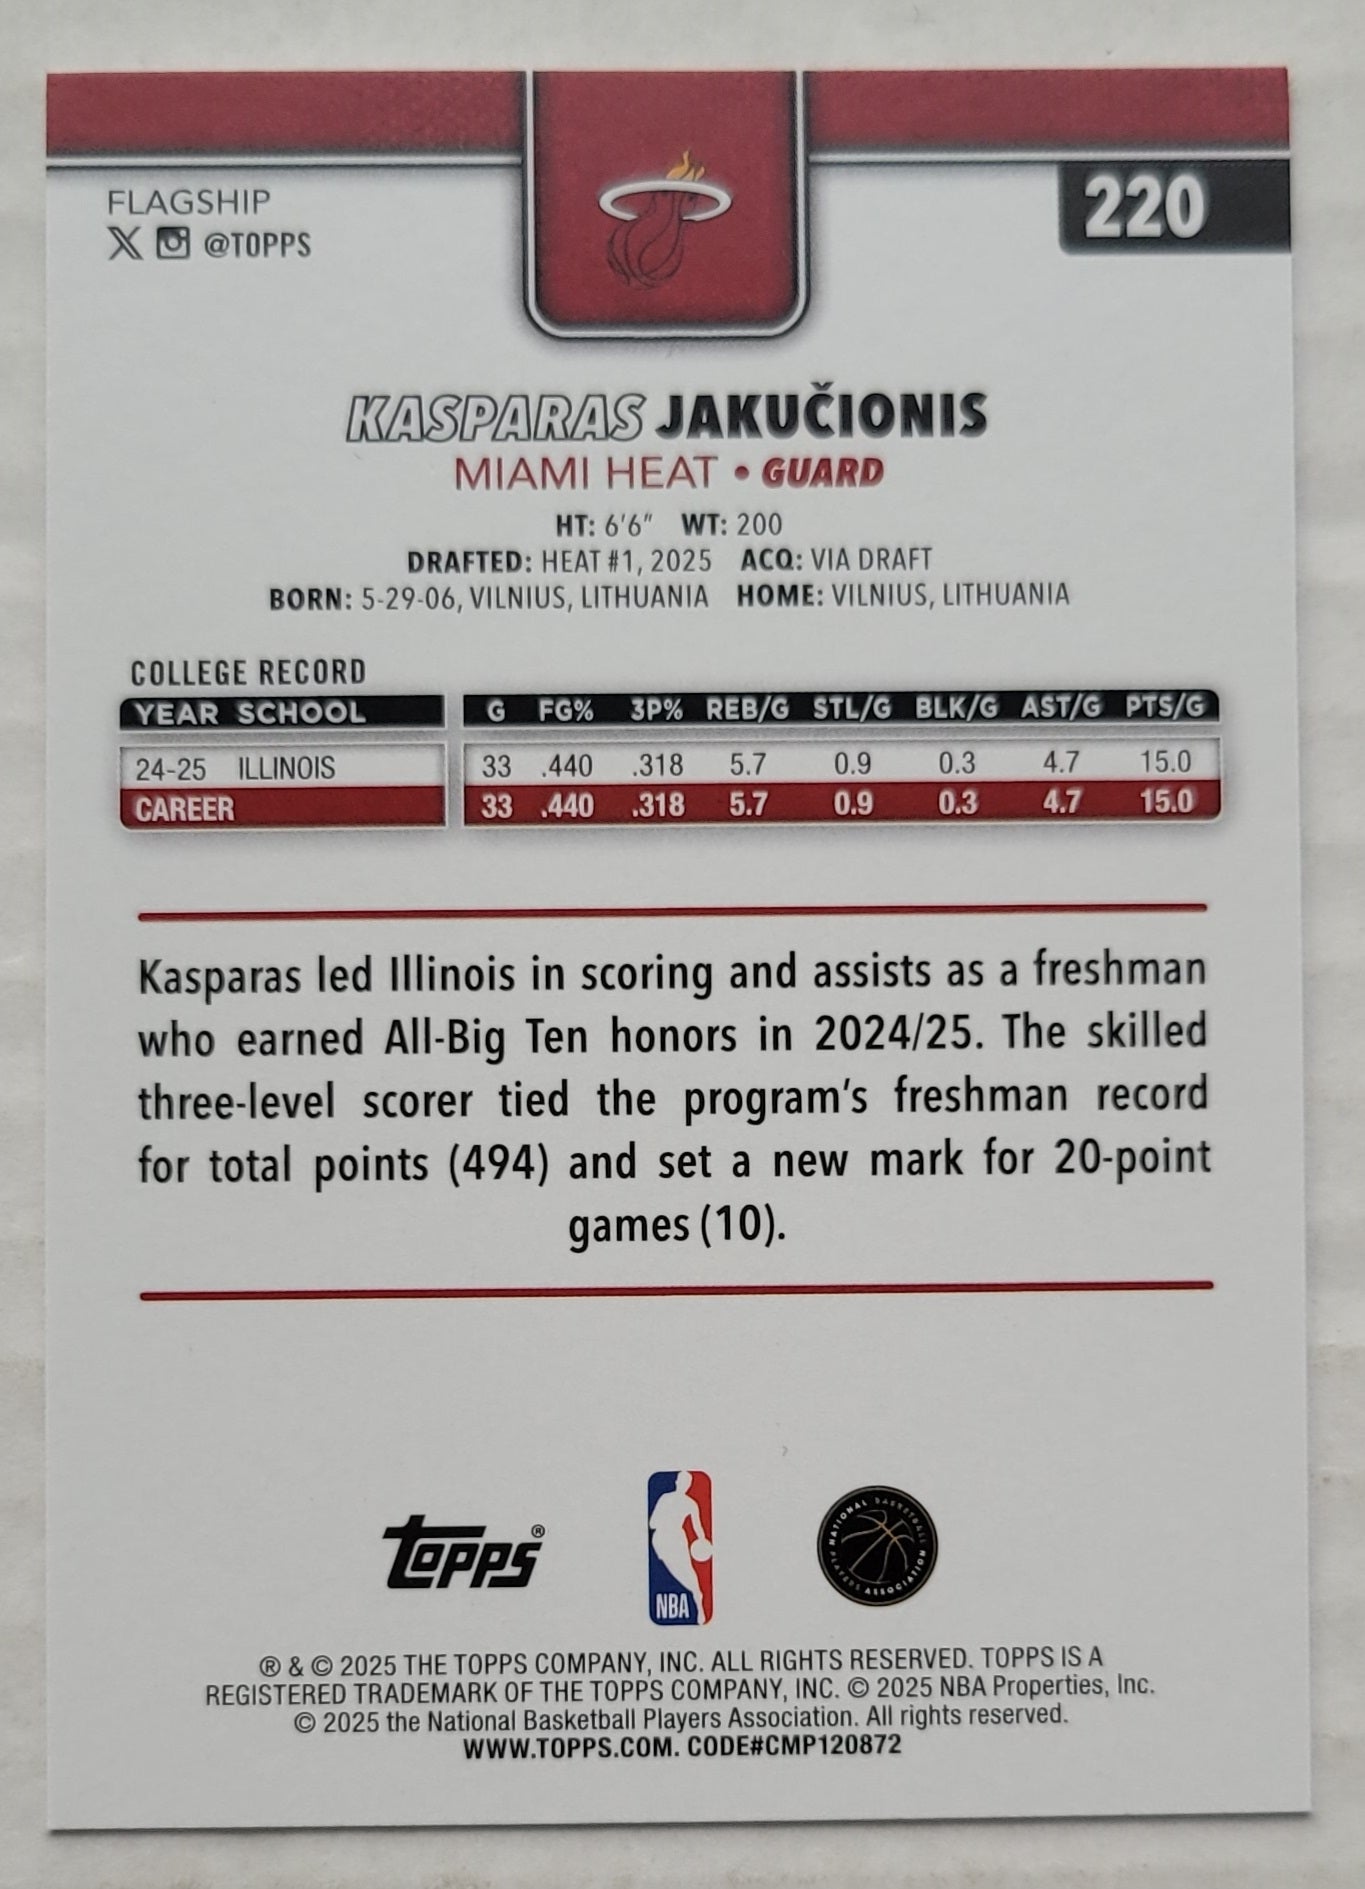 FLAGSHIP
X @TOPPS
220
KASPARAS JAKUČIONIS
MIAMI HEAT • GUARD
HT: 6'6" WT: 200
DRAFTED: HEAT #1, 2025 ACQ: VIA DRAFT
BORN: 5-29-06, VILNIUS, LITHUANIA HOME: VILNIUS, LITHUANIA
COLLEGE RECORD
YEAR SCHOOL G FG% 3P% REB/G STL/G BLK/G AST/G PTS/G
24-25 ILLINOIS 33 .440 .318 5.7 0.9 0.3 4.7 15.0
CAREER 33 .440 .318 5.7 0.9 0.3 4.7 15.0
Kasparas led Illinois in scoring and assists as a freshman
who earned All-Big Ten honors in 2024/25. The skilled
three-level scorer tied the program's freshman record
for total points (494) and set a new mark for 20-point
games (10).
TOPPS®
NBA
NATIONAL BASKETBALL PLAYERS ASSOCIATION
® & © 2025 THE TOPPS COMPANY, INC. ALL RIGHTS RESERVED. TOPPS IS A
REGISTERED TRADEMARK OF THE TOPPS COMPANY, INC. © 2025 NBA Properties, Inc.
© 2025 the National Basketball Players Association. All rights reserved.
WWW.TOPPS.COM. CODE#CMP120872